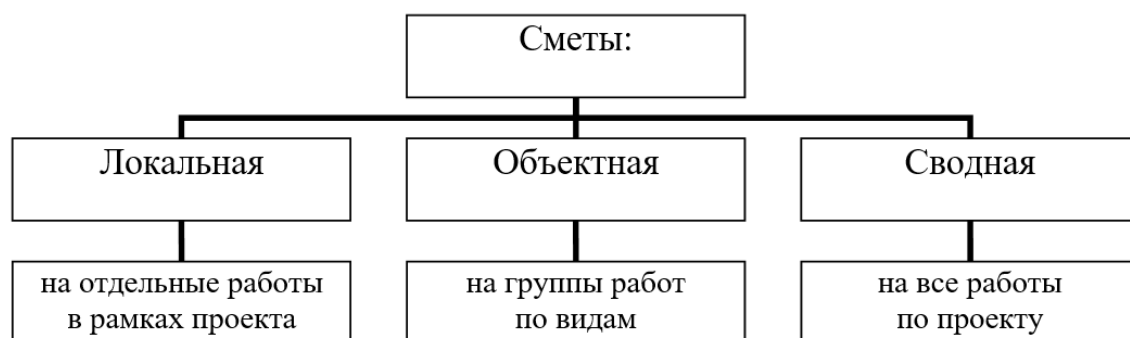 Сметы:
Локальная
Объектная
Сводная
на отдельные работы
в рамках проекта
на группы работ
по видам
на все работы
по проекту